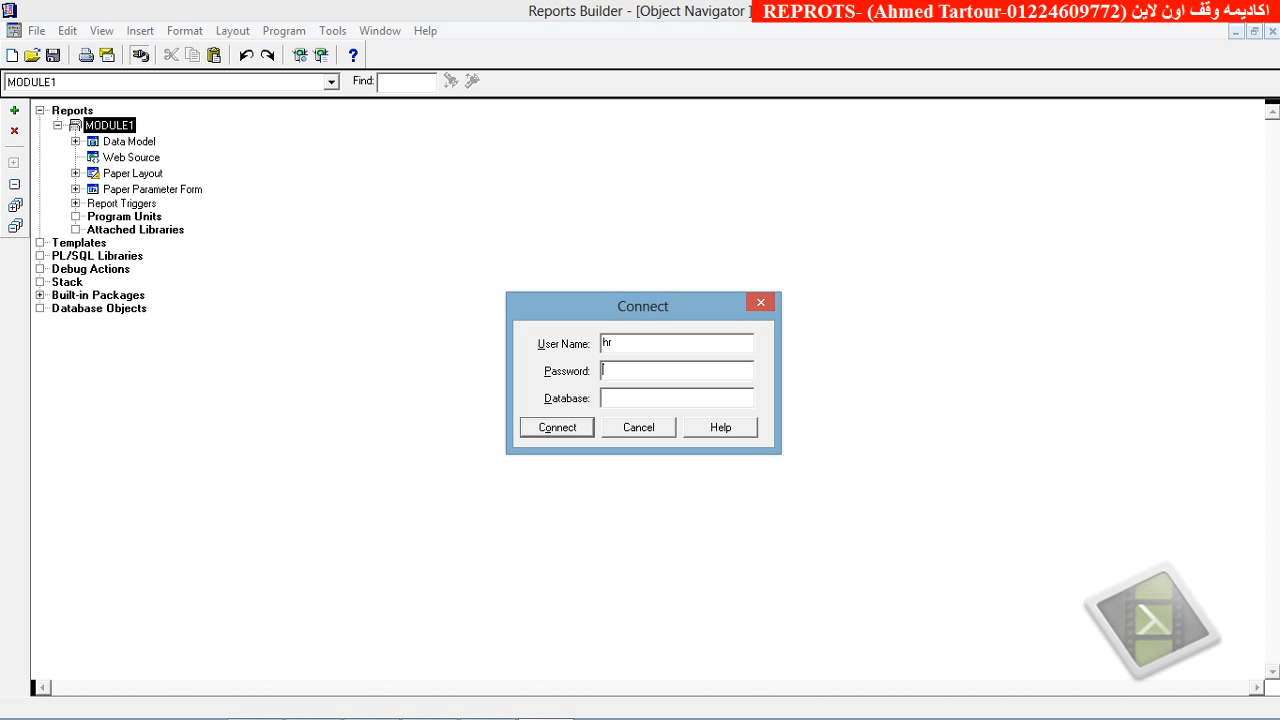 Reports Builder - [Object Navigator ]
REPROTS- (Ahmed Tartour-01224609772) اكاديمه وقف اون لاين
File Edit View Insert Format Layout Program Tools Window Help
MODULE1 Find:
Reports
MODULE1
Data Model
Web Source
Paper Layout
Paper Parameter Form
Report Triggers
Program Units
Attached Libraries
Templates
PL/SQL Libraries
Debug Actions
Stack
Built-in Packages
Database Objects
Connect
User Name: hr
Password:
Database:
Connect Cancel Help